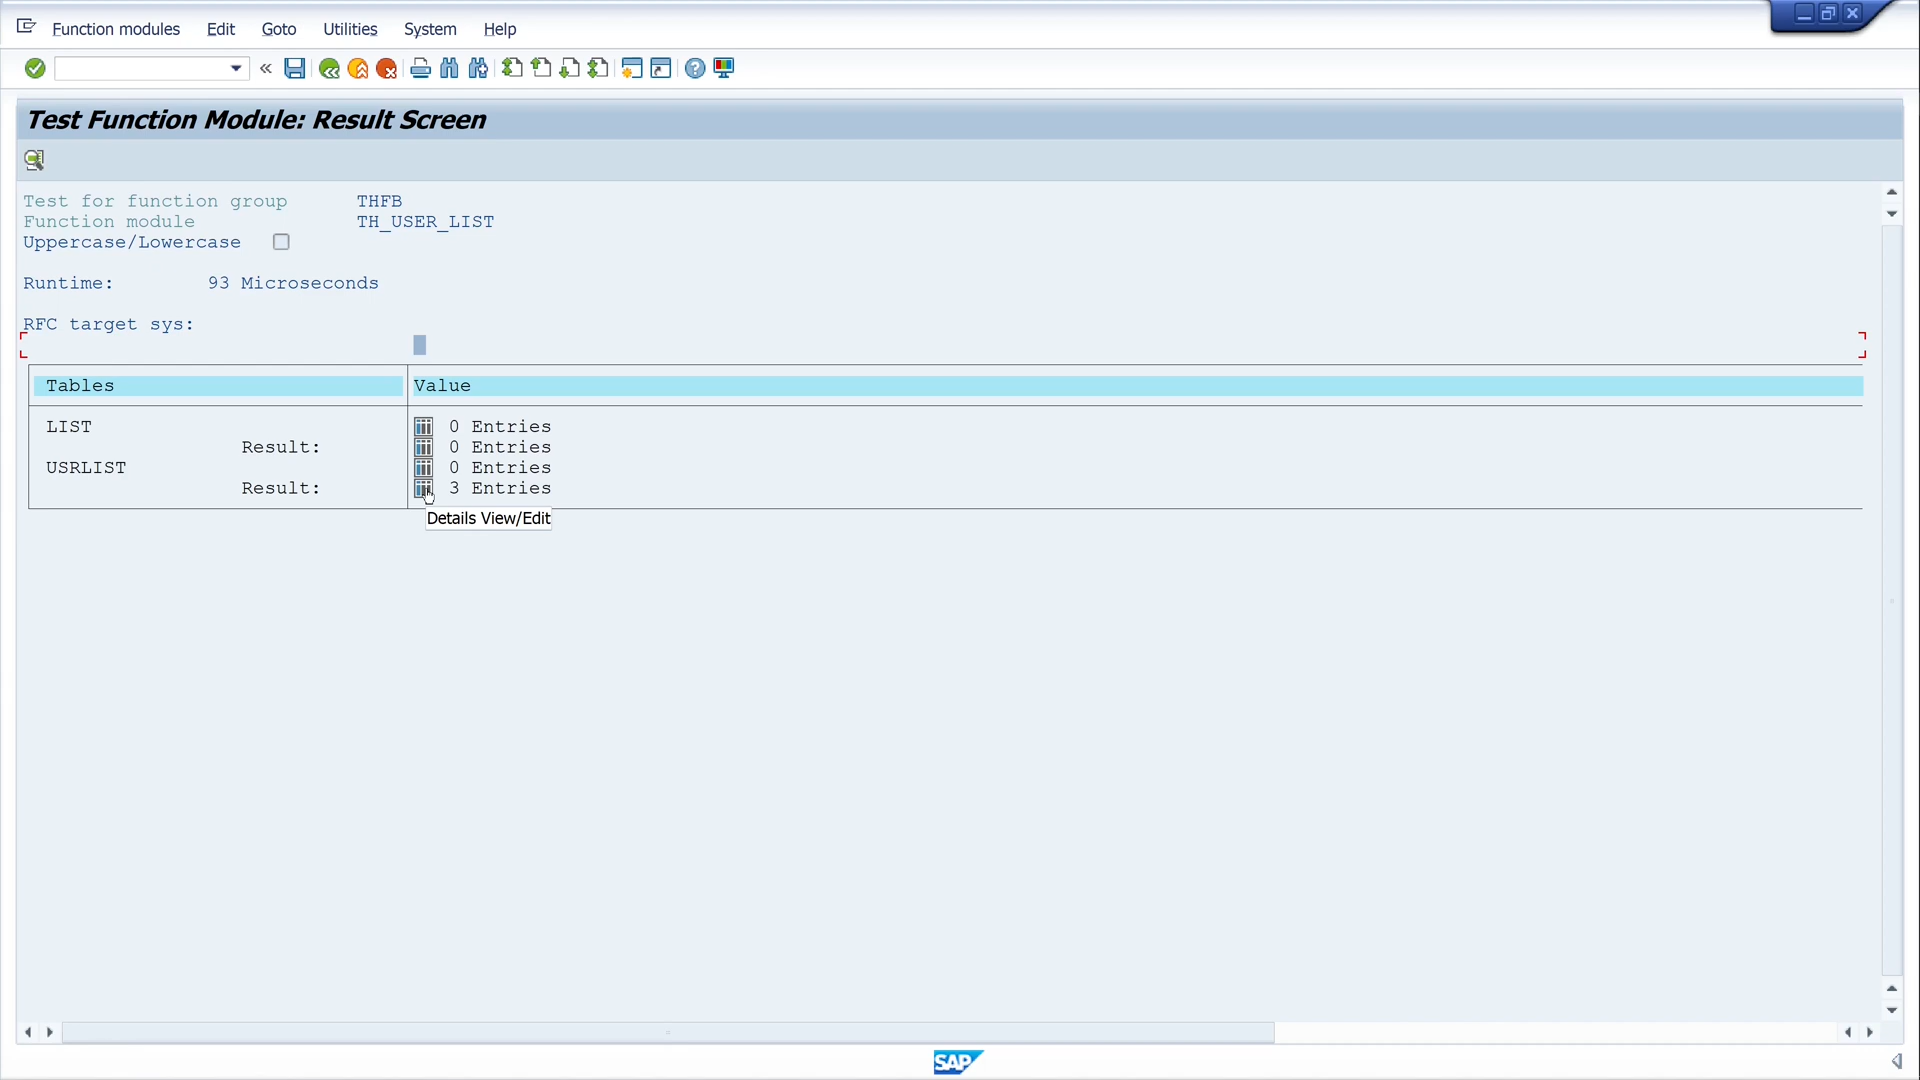 Function modules Edit Goto Utilities System Help
Test Function Module: Result Screen
Test for function group THFB
Function module TH_USER_LIST
Uppercase/Lowercase
Runtime: 93 Microseconds
RFC target sys:
Tables Value
LIST 0 Entries
Result: 0 Entries
USRLIST 0 Entries
Result: 3 Entries
Details View/Edit
SAP